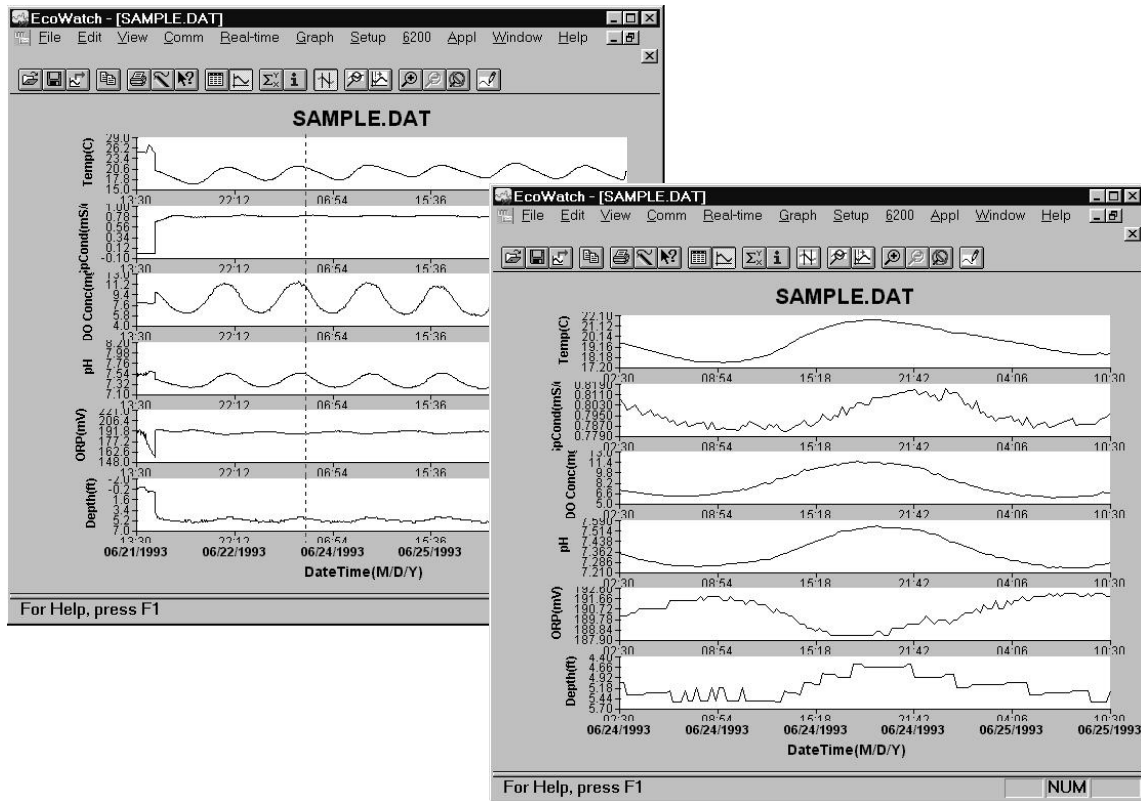 EcoWatch - [SAMPLE.DAT]
File Edit View Comm Real-time Graph Setup 6200 Appl Window Help
SAMPLE.DAT
Temp(C)
29.0
26.2
23.4
20.6
17.8
15.0
13:30 22:12 06:54 15:36
SpCond(mS/
1.00
0.78
0.56
0.34
0.12
-0.10
13:30 22:12 06:54 15:36
DO Conc(m
13.0
11.2
9.4
7.6
5.8
4.0
13:30 22:12 06:54 15:36
pH
8.20
7.98
7.76
7.54
7.32
7.10
13:30 22:12 06:54 15:36
ORP(mV)
221.0
206.4
191.8
177.2
162.6
148.0
13:30 22:12 06:54 15:36
Depth(ft)
-2.0
-0.2
1.6
3.4
5.2
7.0
13:30 22:12 06:54 15:36
06/21/1993 06/22/1993 06/24/1993 06/25/1993
DateTime(M/D/Y)
For Help, press F1
EcoWatch - [SAMPLE.DAT]
File Edit View Comm Real-time Graph Setup 6200 Appl Window Help
SAMPLE.DAT
Temp(C)
22.10
21.12
20.14
19.16
18.18
17.20
02:30 08:54 15:18 21:42 04:06 10:30
SpCond(mS/
0.8190
0.8110
0.8030
0.7950
0.7870
0.7790
02:30 08:54 15:18 21:42 04:06 10:30
DO Conc(m
13.0
11.4
9.8
8.2
6.6
5.0
02:30 08:54 15:18 21:42 04:06 10:30
pH
7.590
7.514
7.438
7.362
7.286
7.210
02:30 08:54 15:18 21:42 04:06 10:30
ORP(mV)
192.60
191.66
190.72
189.78
188.84
187.90
02:30 08:54 15:18 21:42 04:06 10:30
Depth(ft)
4.40
4.66
4.92
5.18
5.44
5.70
02:30 08:54 15:18 21:42 04:06 10:30
06/24/1993 06/24/1993 06/24/1993 06/24/1993 06/25/1993 06/25/1993
DateTime(M/D/Y)
For Help, press F1 NUM